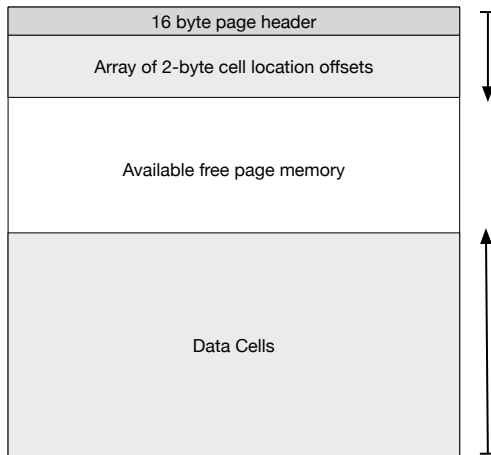 16 byte page header
Array of 2-byte cell location offsets
Available free page memory
Data Cells